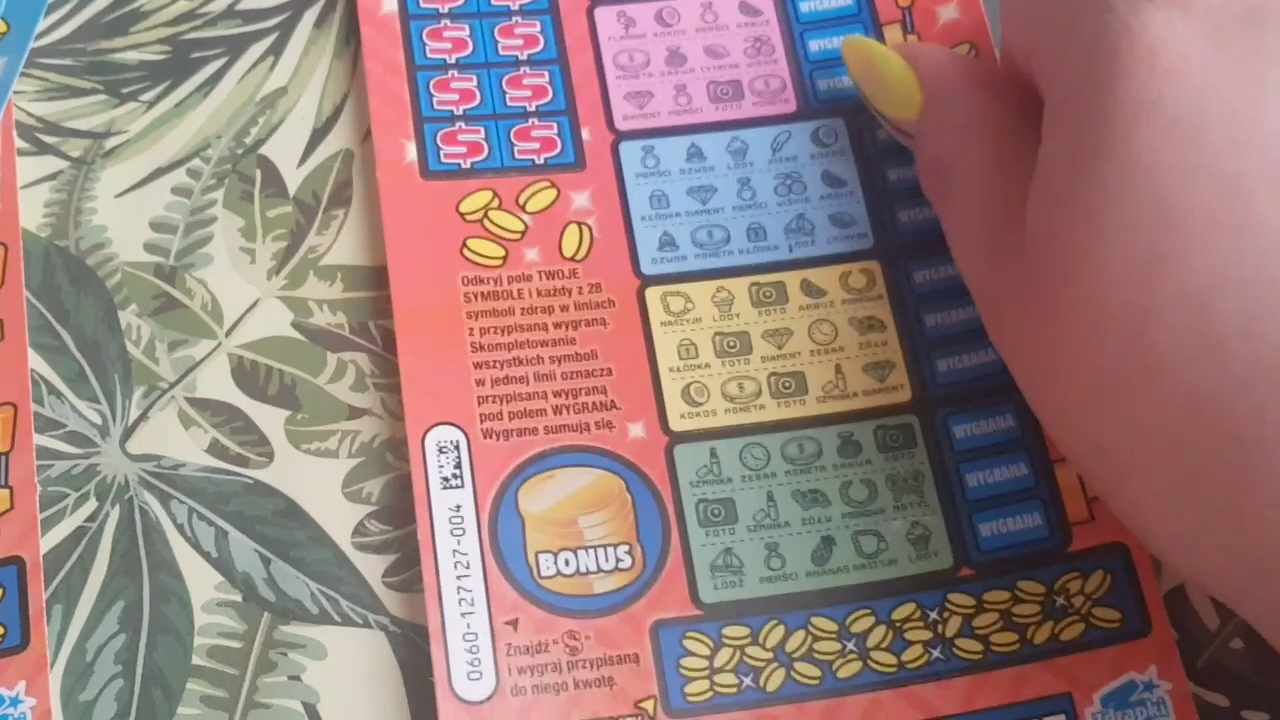 WYGRANA
FLAMING KOKOS PIERŚCI ARBUZ
WYGRANA
MONETA SAKWA CYTRYNA WIŚNIE
WYGRANA
DIAMENT PIERŚCI FOTO MONETA
PIERŚCI DZWON LODY PIÓRO KOKOS
KŁÓDKA DIAMENT PIERŚCI WIŚNIE ARBUZ
DZWON MONETA KŁÓDKA ŁÓDŹ CYTRYNA
Odkryj pole TWOJE
SYMBOLE i każdy z 28
symboli zdrap w liniach
z przypisaną wygraną.
Skompletowanie
wszystkich symboli
w jednej linii oznacza
przypisaną wygraną
pod polem WYGRANA.
Wygrane sumują się.
NASZYJN LODY FOTO ARBUZ PODKOWA
KŁÓDKA FOTO DIAMENT ZEGAR ŻÓŁW
WYGRANA
KOKOS MONETA FOTO SZMINKA DIAMENT
SZMINKA ZEGAR MONETA SAKWA FOTO
WYGRANA
FOTO SZMINKA ŻÓŁW PODKOWA MOTYL
WYGRANA
ŁÓDŹ PIERŚCI ANANAS NASZYJN LODY
WYGRANA
0660-127127-004
BONUS
Znajdź "$"
i wygraj przypisaną
do niego kwotę.
zdrapki